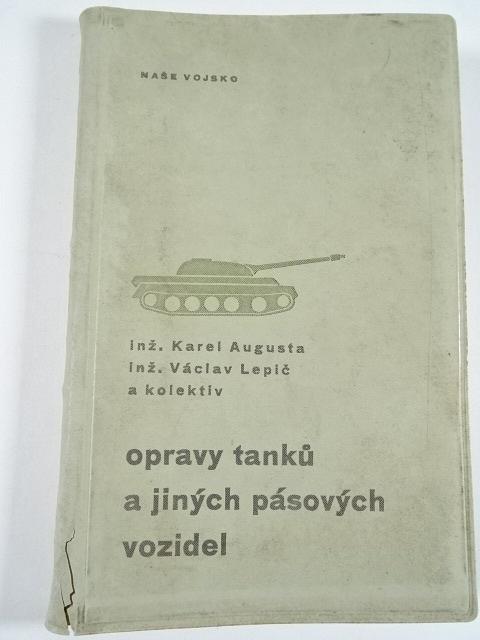 NAŠE VOJSKO
inž. Karel Augusta
inž. Václav Lepič
a kolektiv
opravy tanků
a jiných pásových
vozidel